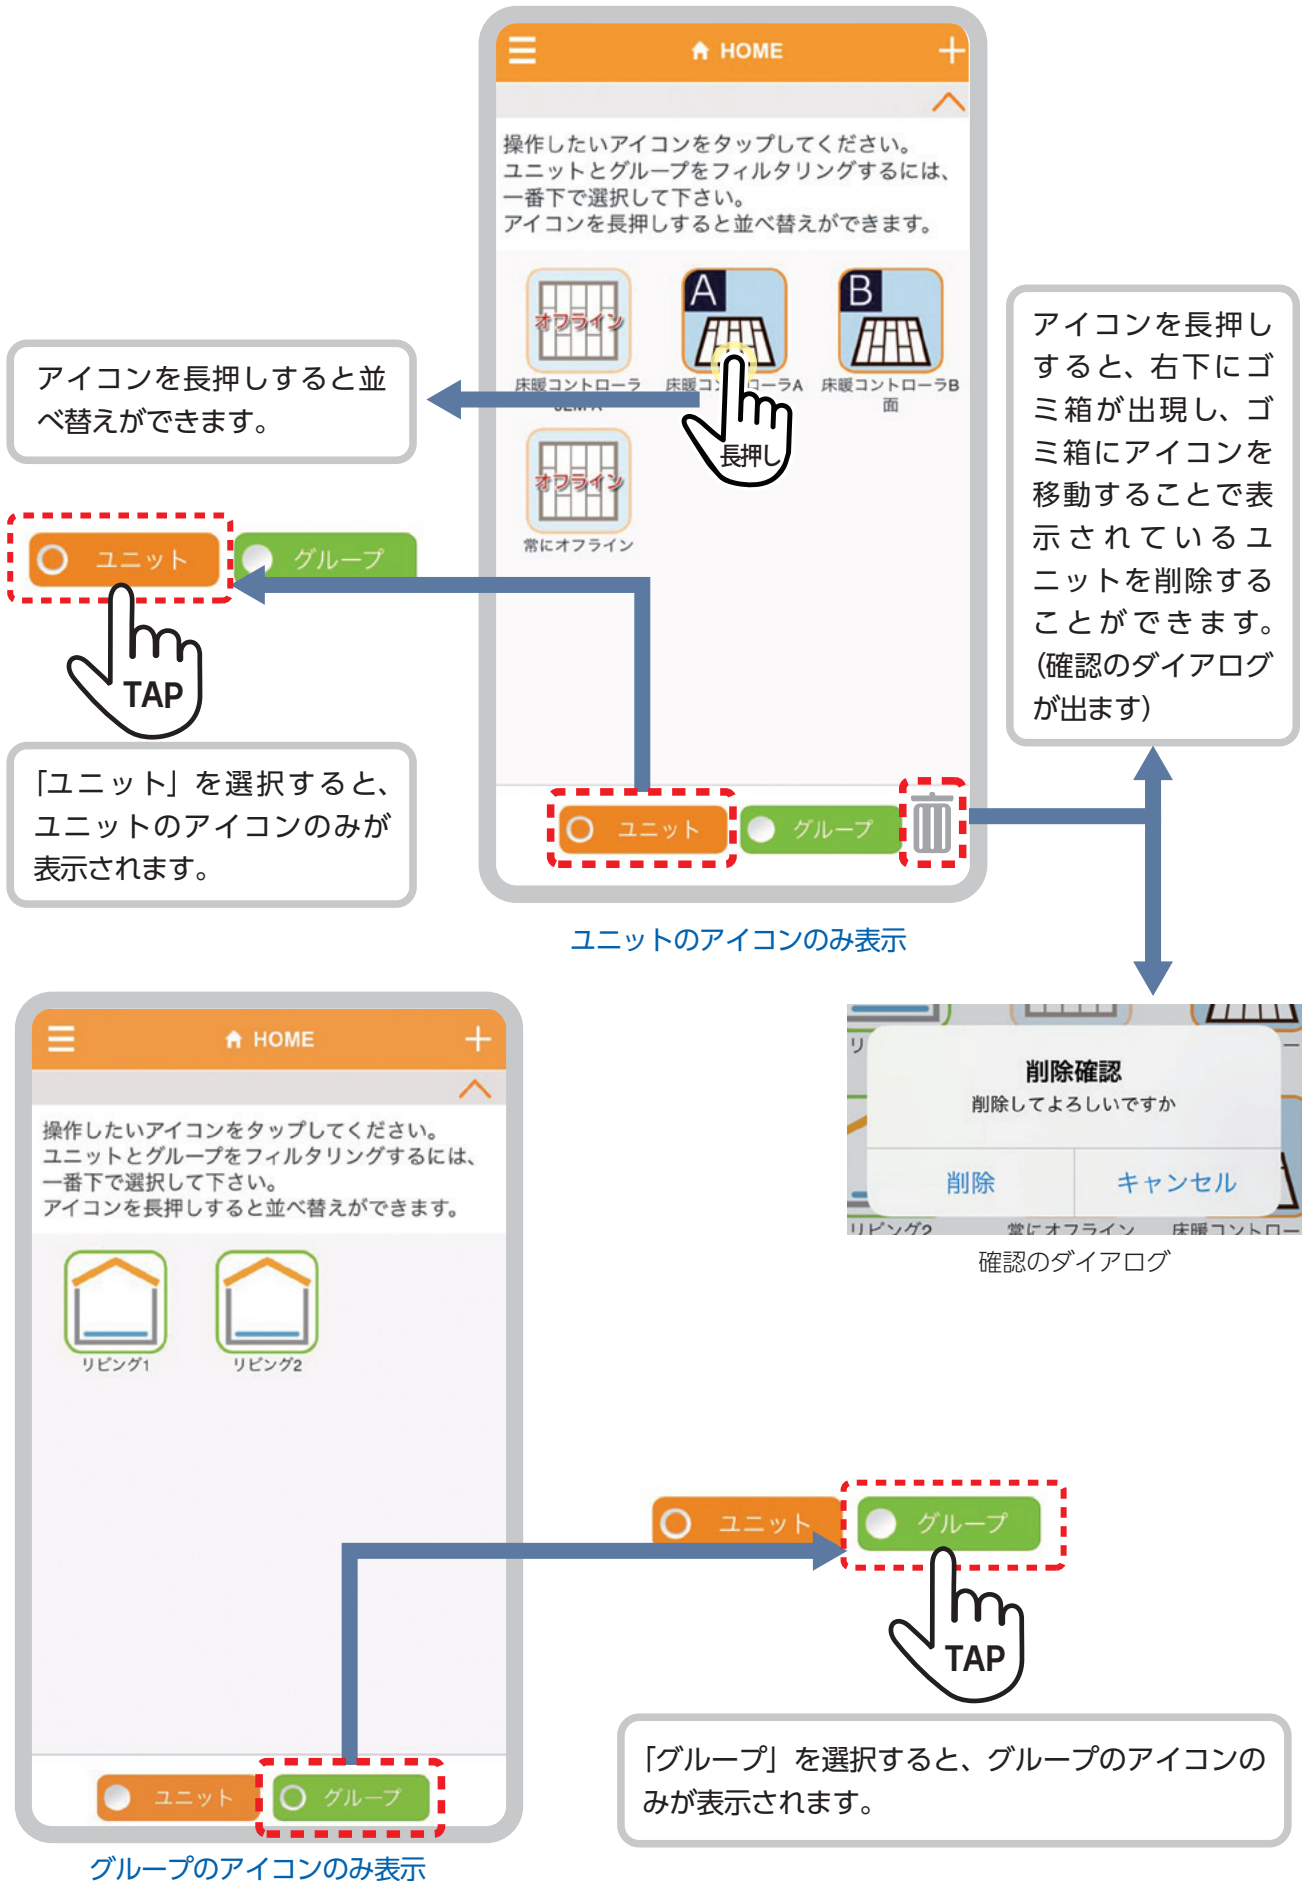 HOME
操作したいアイコンをタップしてください。
ユニットとグループをフィルタリングするには、
一番下で選択して下さい。
アイコンを長押しすると並べ替えができます。
オフライン
A
B
床暖コントローラ
床暖コントローラA
床暖コントローラB
面
長押し
オフライン
常にオフライン
アイコンを長押しすると並
べ替えができます。
ユニット
グループ
TAP
「ユニット」を選択すると、
ユニットのアイコンのみが
表示されます。
ユニット
グループ
アイコンを長押し
すると、右下にゴ
ミ箱が出現し、ゴ
ミ箱にアイコンを
移動することで表
示されているユ
ニットを削除する
ことができます。
(確認のダイアログ
が出ます)
ユニットのアイコンのみ表示
削除確認
削除してよろしいですか
削除
キャンセル
リビング2
常にオフライン
床暖コントロー
確認のダイアログ
HOME
操作したいアイコンをタップしてください。
ユニットとグループをフィルタリングするには、
一番下で選択して下さい。
アイコンを長押しすると並べ替えができます。
リビング1
リビング2
ユニット
グループ
グループのアイコンのみ表示
ユニット
グループ
TAP
「グループ」を選択すると、グループのアイコンの
みが表示されます。